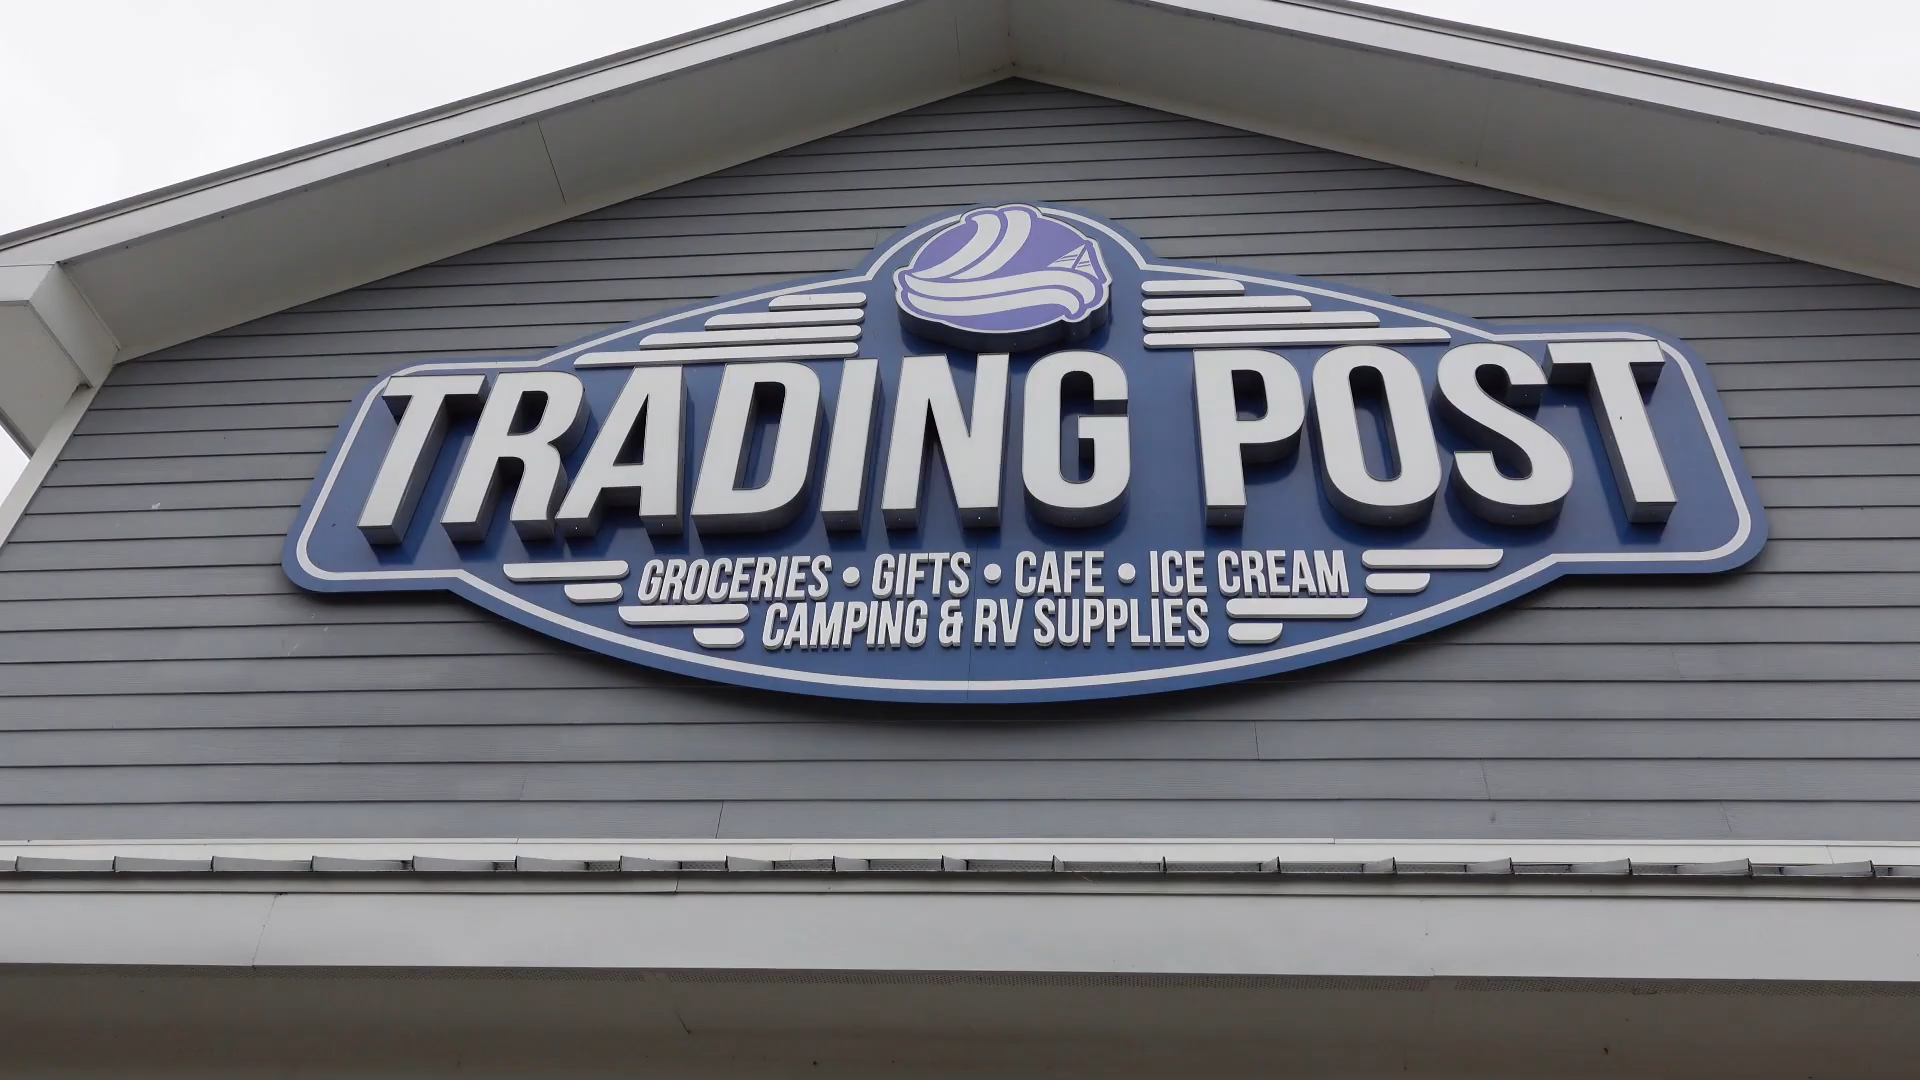 TRADING POST
GROCERIES • GIFTS • CAFE • ICE CREAM
CAMPING & RV SUPPLIES